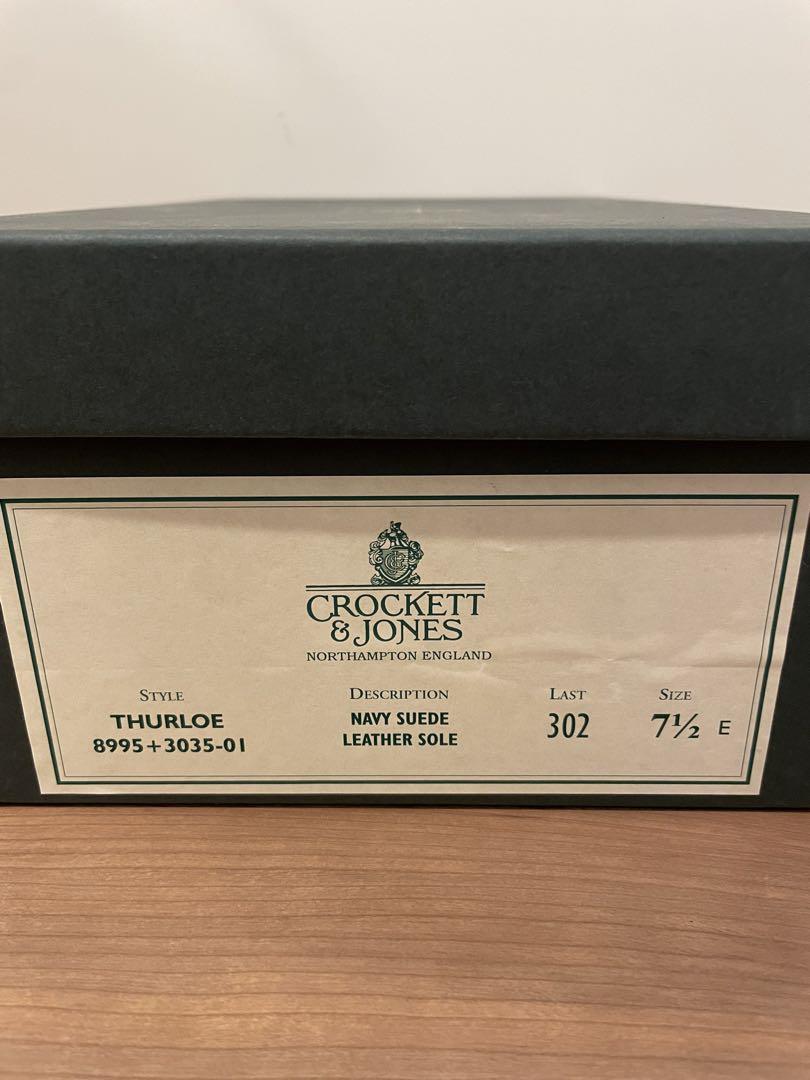 CROCKETT
& JONES
NORTHAMPTON ENGLAND
STYLE DESCRIPTION LAST SIZE
THURLOE NAVY SUEDE 302 7½ E
8995+3035-01 LEATHER SOLE